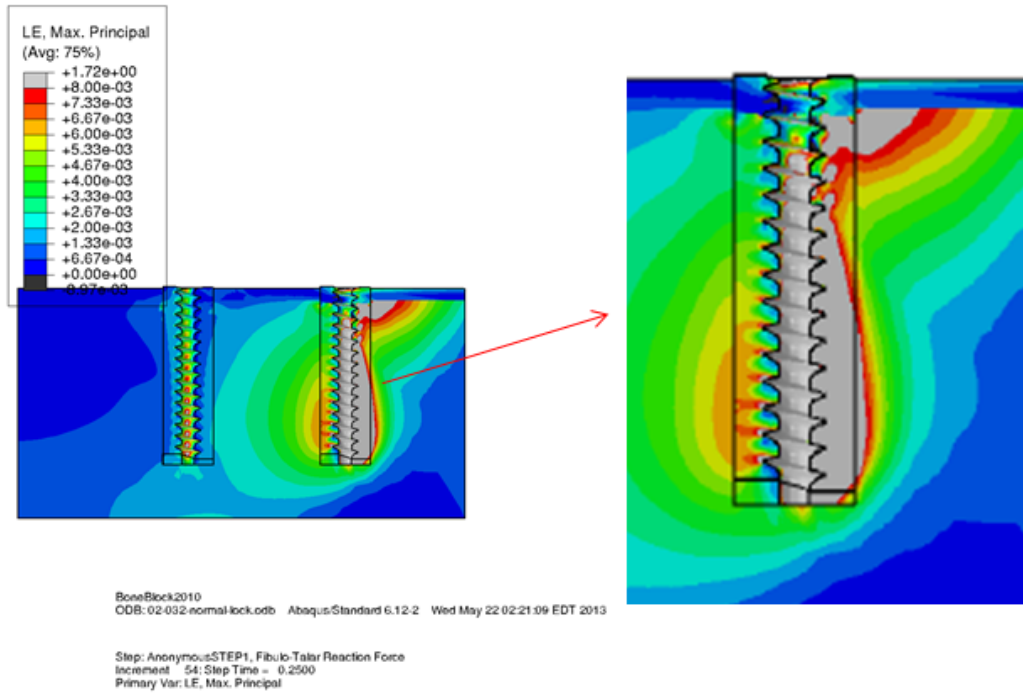 LE, Max. Principal
(Avg: 75%)
+1.72e+00
+8.00e-03
+7.33e-03
+6.67e-03
+6.00e-03
+5.33e-03
+4.67e-03
+4.00e-03
+3.33e-03
+2.67e-03
+2.00e-03
+1.33e-03
+6.67e-04
+0.00e+00
BoneBlock2010
ODB: 02-032-normal-lock.odb Abaqus/Standard 6.12-2 Wed May 22 02:21:09 EDT 2013
Step: AnonymousSTEP1, Fibulo-Talar Reaction Force
Increment 54: Step Time = 0.2500
Primary Var: LE, Max. Principal